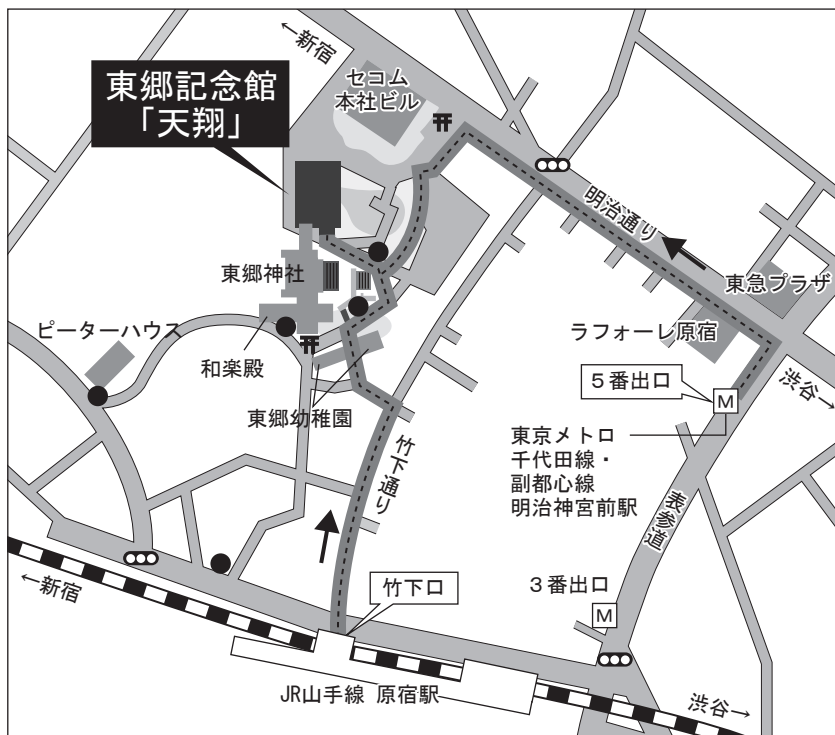 ←新宿
セコム
本社ビル
東郷記念館
「天翔」
明治通り
東急プラザ
東郷神社
ピーターハウス
ラフォーレ原宿
和楽殿
5番出口
M
渋谷→
東郷幼稚園
竹下通り
東京メトロ
千代田線・
副都心線
明治神宮前駅
表参道
←新宿
竹下口
3番出口
M
JR山手線 原宿駅
渋谷→